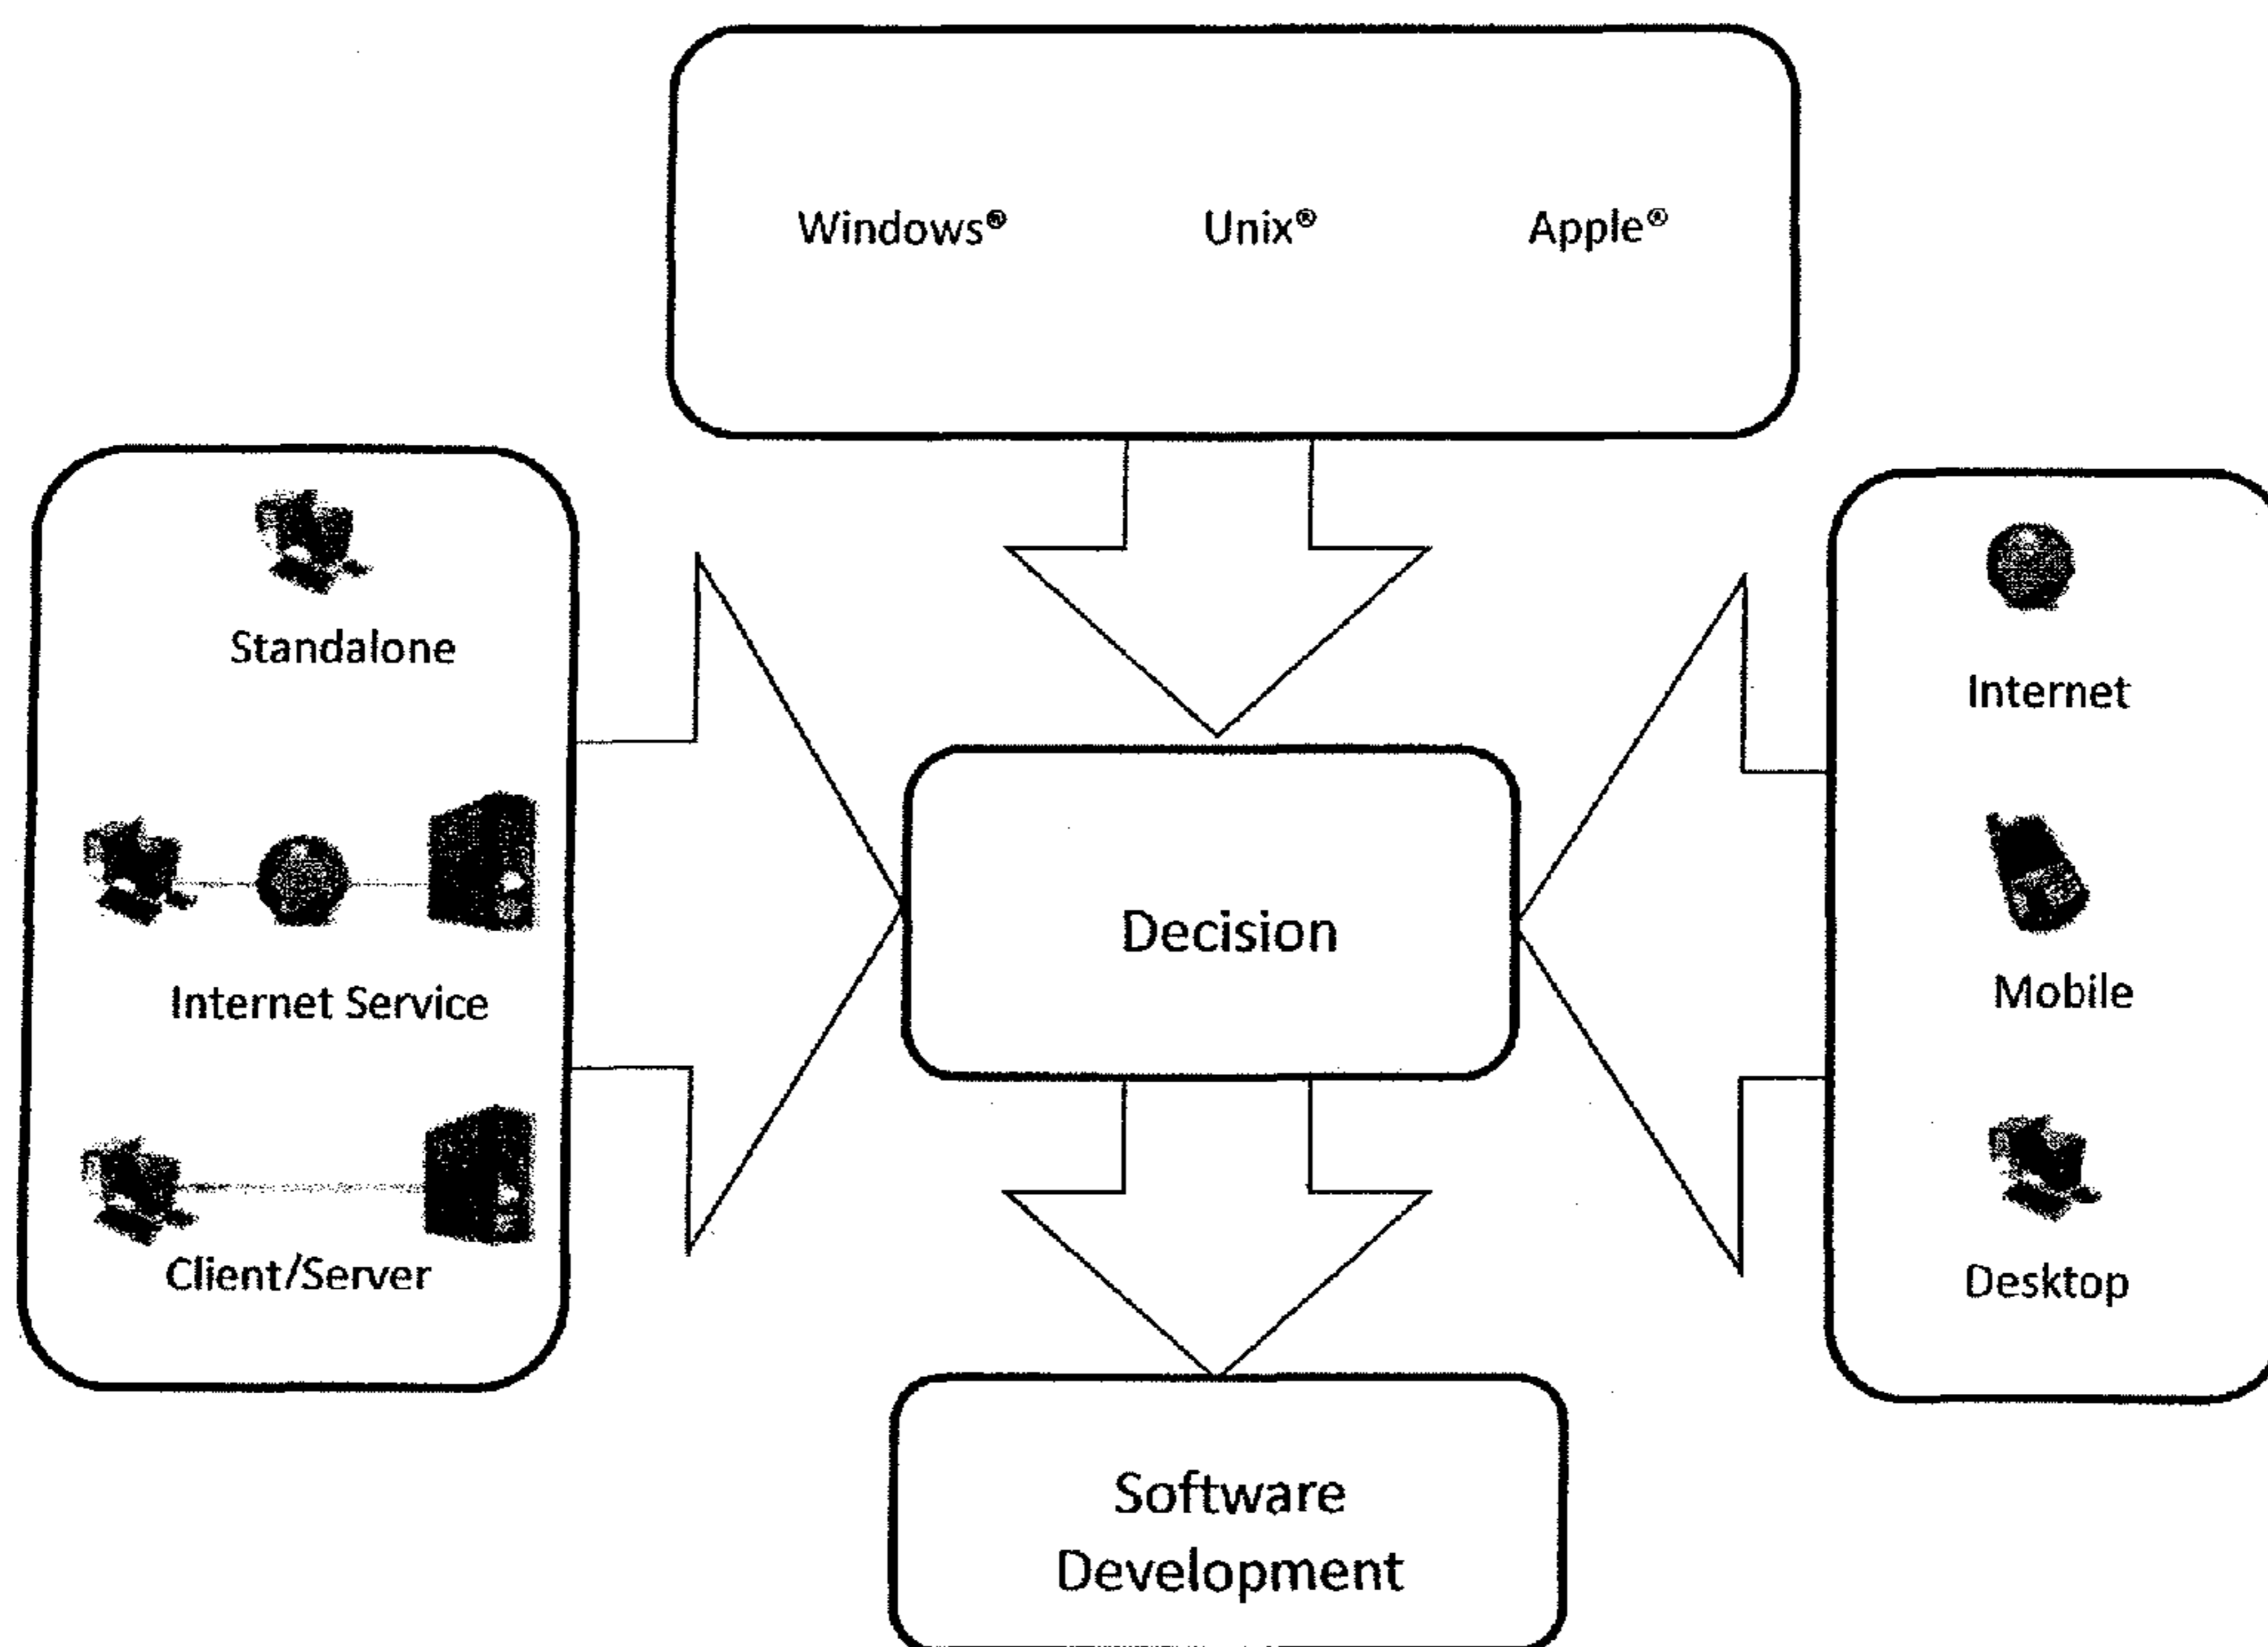 Windows® Unix® Apple®
Standalone
Internet Service
Client/Server
Decision
Internet
Mobile
Desktop
Software
Development